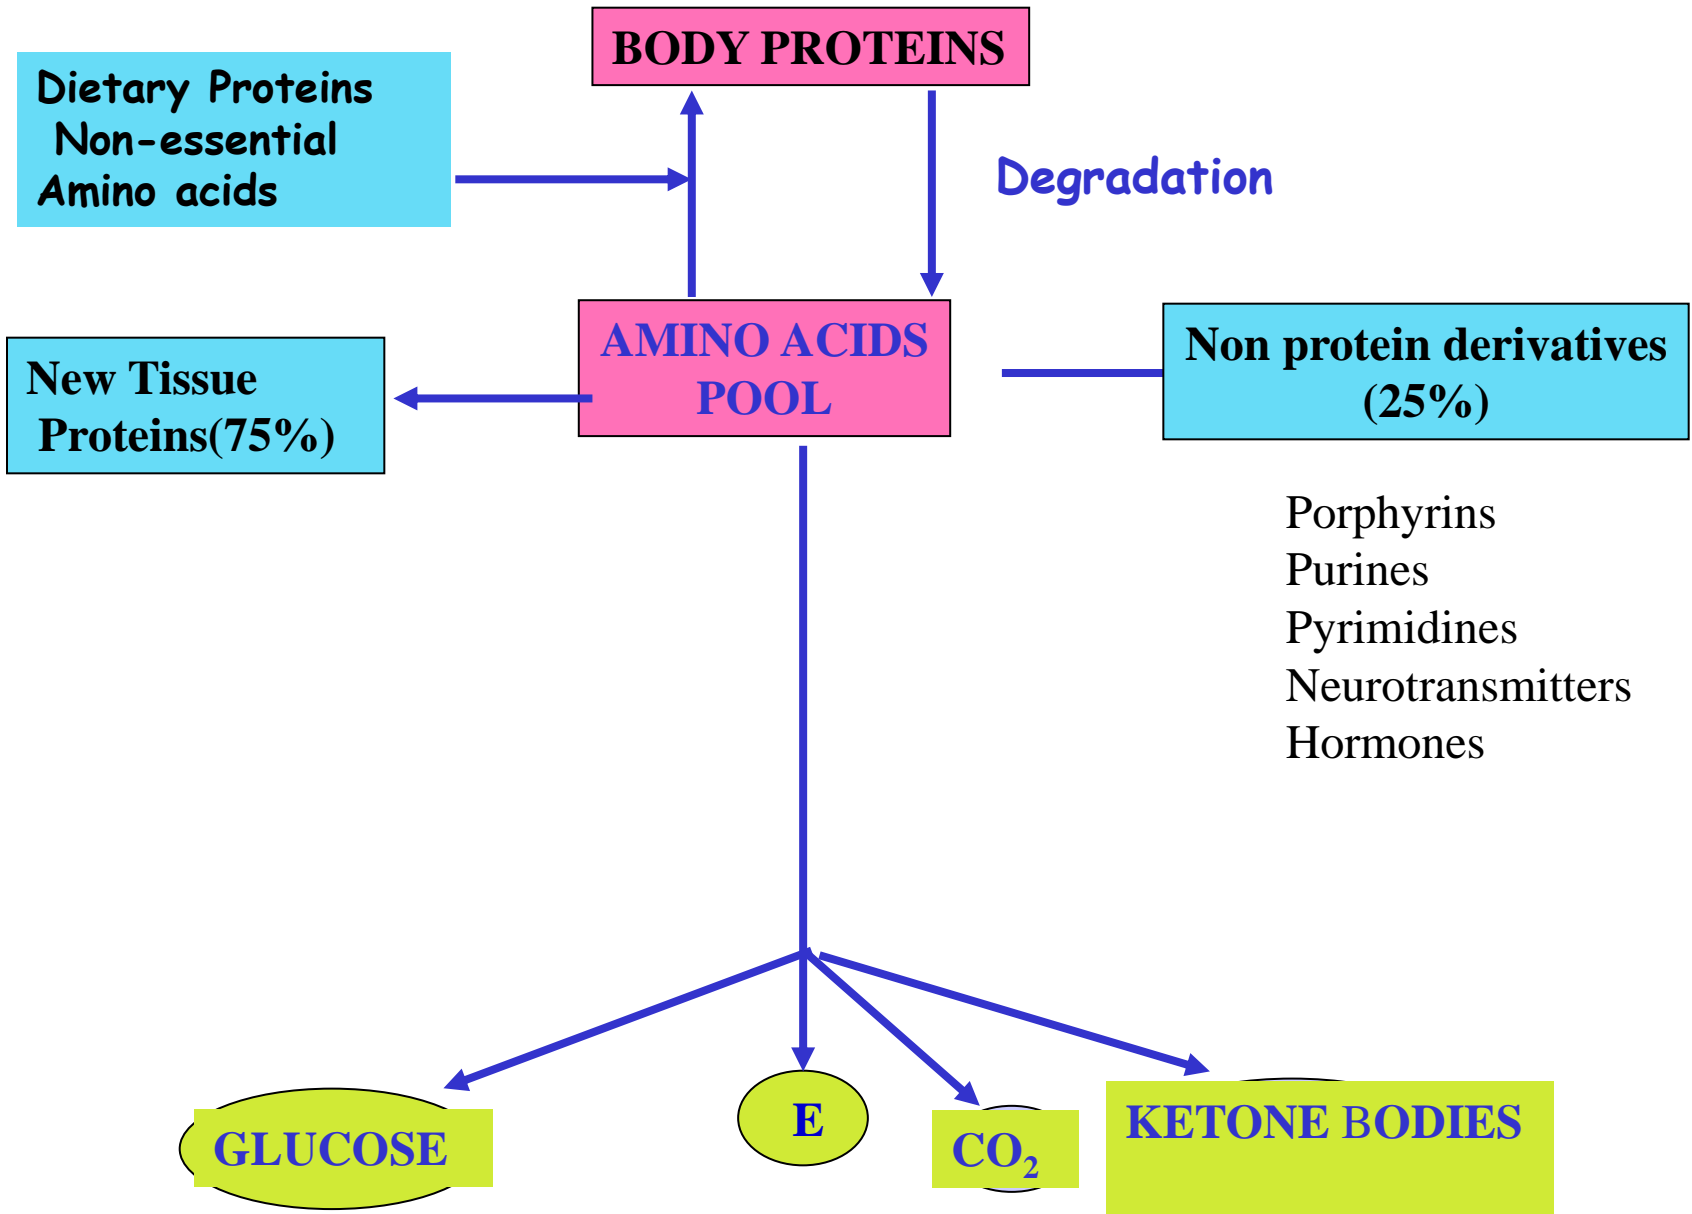 BODY PROTEINS
Dietary Proteins
Non-essential
Amino acids
Degradation
AMINO ACIDS
POOL
Non protein derivatives
(25%)
New Tissue
Proteins(75%)
Porphyrins
Purines
Pyrimidines
Neurotransmitters
Hormones
GLUCOSE
E
CO₂
KETONE BODIES